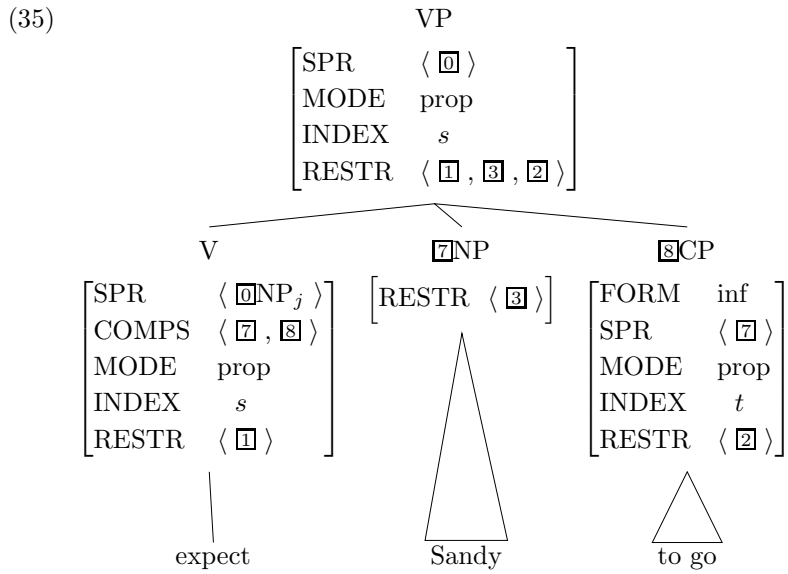 (35) VP
SPR ⟨ 0 ⟩
MODE prop
INDEX s
RESTR ⟨ 1 , 3 , 2 ⟩
V 7NP 8CP
SPR ⟨ 0NPj ⟩ RESTR ⟨ 3 ⟩ FORM inf
COMPS ⟨ 7 , 8 ⟩ SPR ⟨ 7 ⟩
MODE prop MODE prop
INDEX s INDEX t
RESTR ⟨ 1 ⟩ RESTR ⟨ 2 ⟩
expect Sandy to go